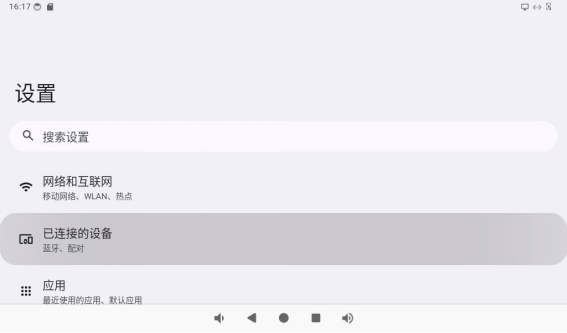 16:17
设置
搜索设置
网络和互联网
移动网络、WLAN、热点
已连接的设备
蓝牙、配对
应用
最近使用的应用、默认应用